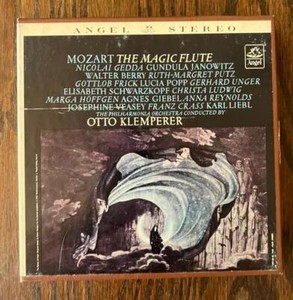 ANGEL STEREO
MOZART THE MAGIC FLUTE
NICOLAI GEDDA GUNDULA JANOWITZ
WALTER BERRY RUTH-MARGRET PUTZ
GOTTLOB FRICK LUCIA POPP GERHARD UNGER
ELISABETH SCHWARZKOPF CHRISTA LUDWIG
MARGA HÖFFGEN AGNES GIEBEL ANNA REYNOLDS
JOSEPHINE VEASEY FRANZ CRASS KARL LIEBL
THE PHILHARMONIA ORCHESTRA CONDUCTED BY
OTTO KLEMPERER
Angel